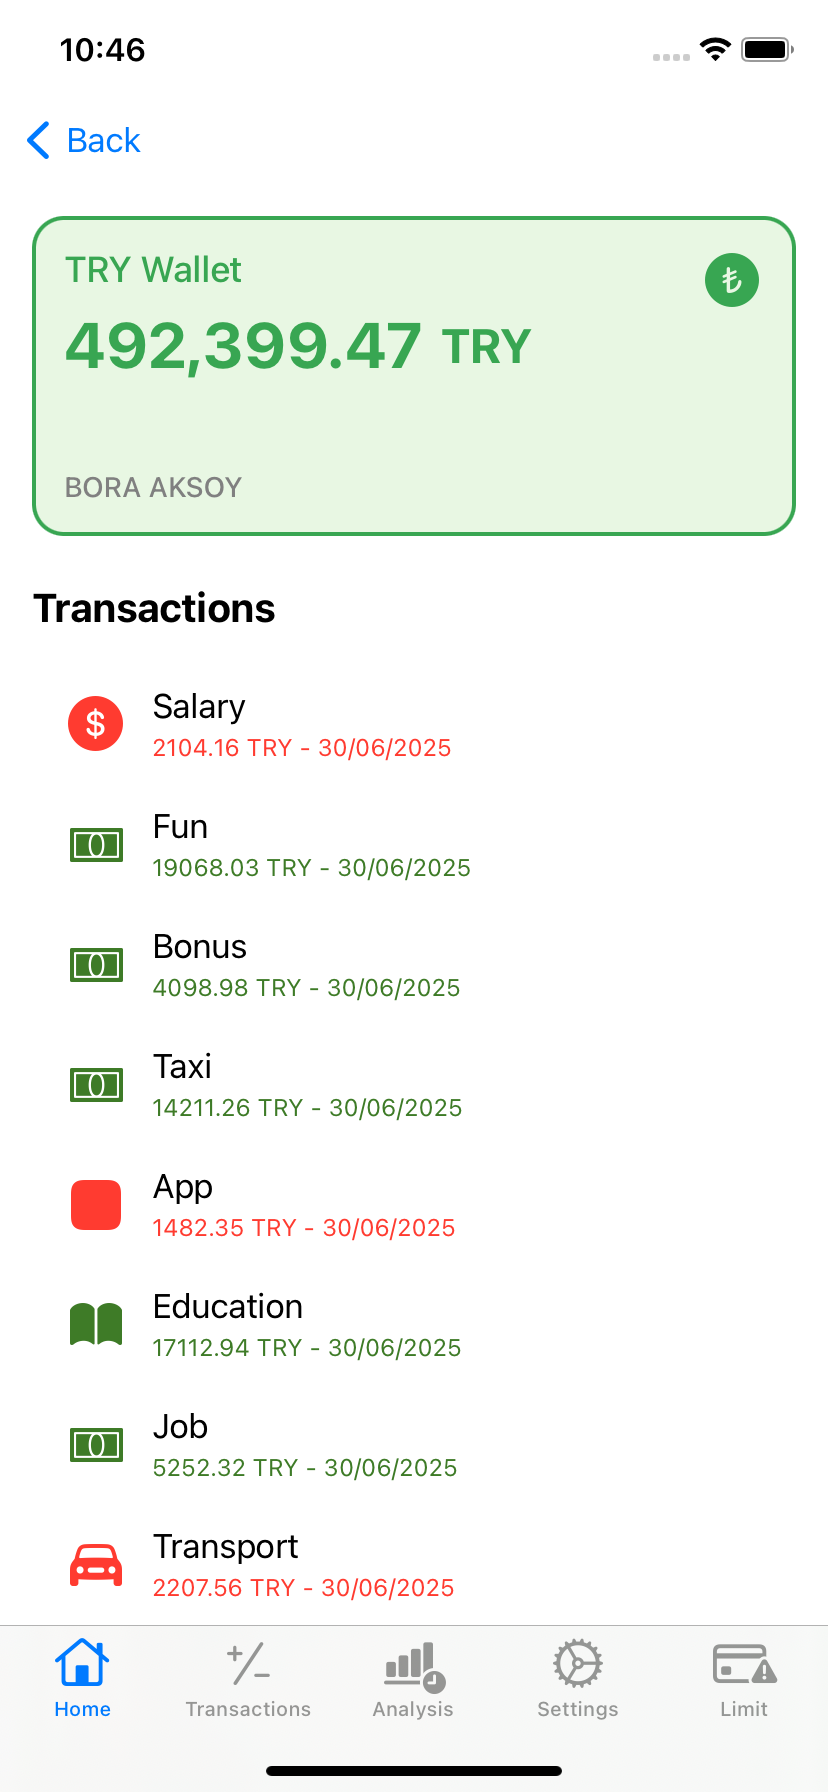 10:46
Back
TRY Wallet
₺
492,399.47 TRY
BORA AKSOY
Transactions
$
Salary
2104.16 TRY - 30/06/2025
Fun
19068.03 TRY - 30/06/2025
Bonus
4098.98 TRY - 30/06/2025
Taxi
14211.26 TRY - 30/06/2025
App
1482.35 TRY - 30/06/2025
Education
17112.94 TRY - 30/06/2025
Job
5252.32 TRY - 30/06/2025
Transport
2207.56 TRY - 30/06/2025
Home
Transactions
Analysis
Settings
Limit